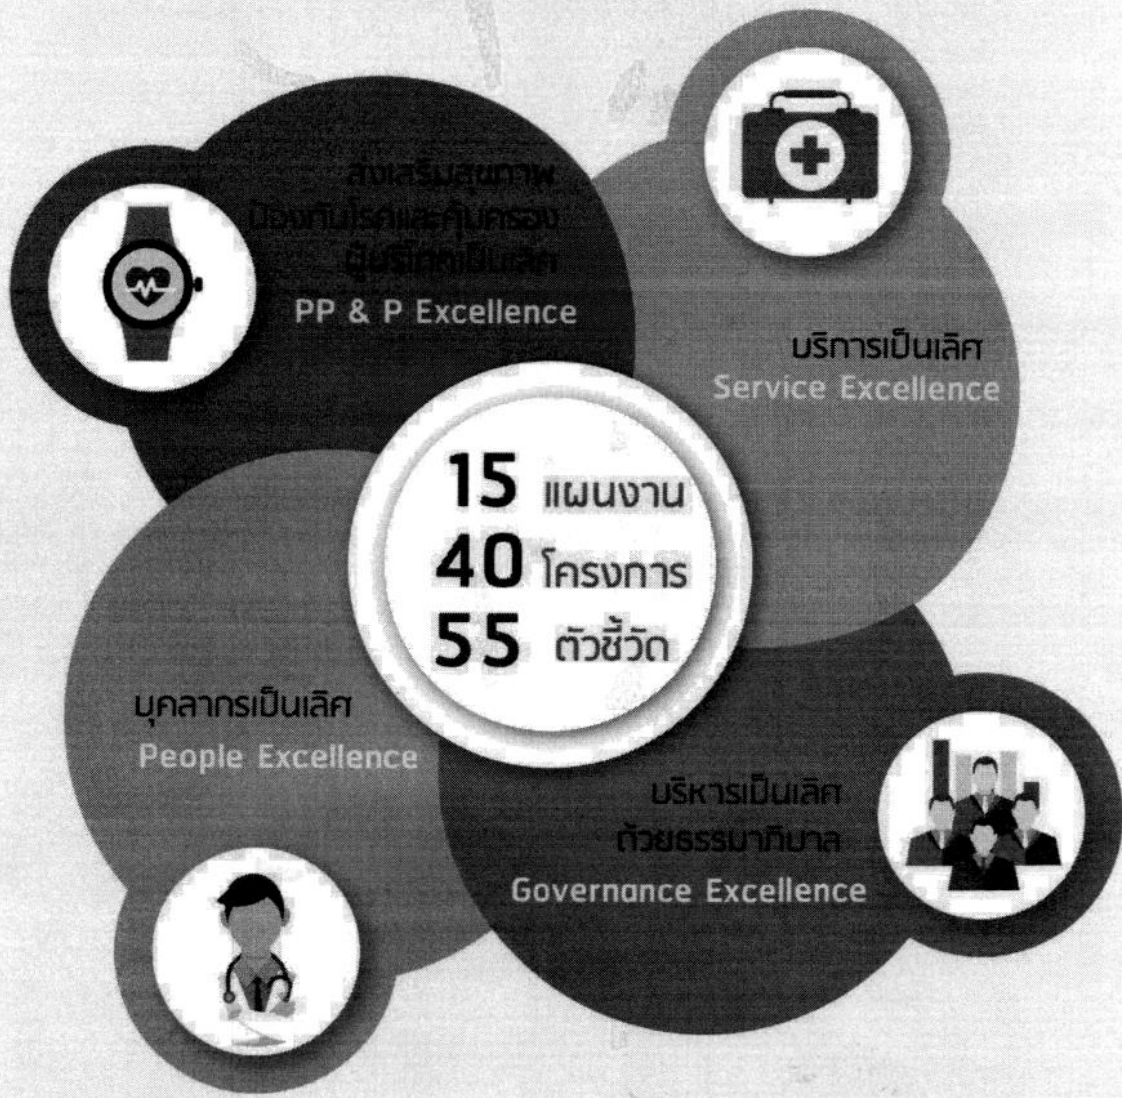 ส่งเสริมสุขภาพ
ป้องกันโรคและคุ้มครอง
ผู้บริโภคเป็นเลิศ
PP & P Excellence
บริการเป็นเลิศ
Service Excellence
15 แผนงาน
40 โครงการ
55 ตัวชี้วัด
บุคลากรเป็นเลิศ
People Excellence
บริหารเป็นเลิศ
ด้วยธรรมาภิบาล
Governance Excellence